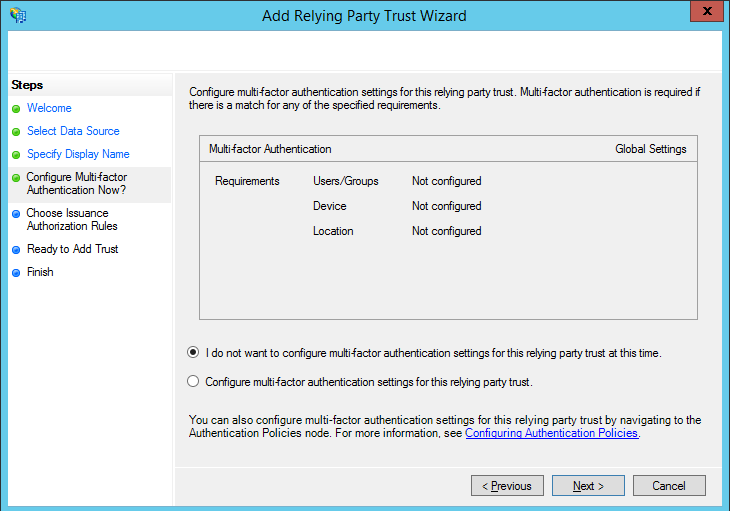 Add Relying Party Trust Wizard
x
Steps
Welcome
Select Data Source
Specify Display Name
Configure Multi-factor
Authentication Now?
Choose Issuance
Authorization Rules
Ready to Add Trust
Finish
Configure multi-factor authentication settings for this relying party trust. Multi-factor authentication is required if
there is a match for any of the specified requirements.
Multi-factor Authentication Global Settings
Requirements Users/Groups Not configured
Device Not configured
Location Not configured
I do not want to configure multi-factor authentication settings for this relying party trust at this time.
Configure multi-factor authentication settings for this relying party trust.
You can also configure multi-factor authentication settings for this relying party trust by navigating to the
Authentication Policies node. For more information, see Configuring Authentication Policies.
< Previous Next > Cancel